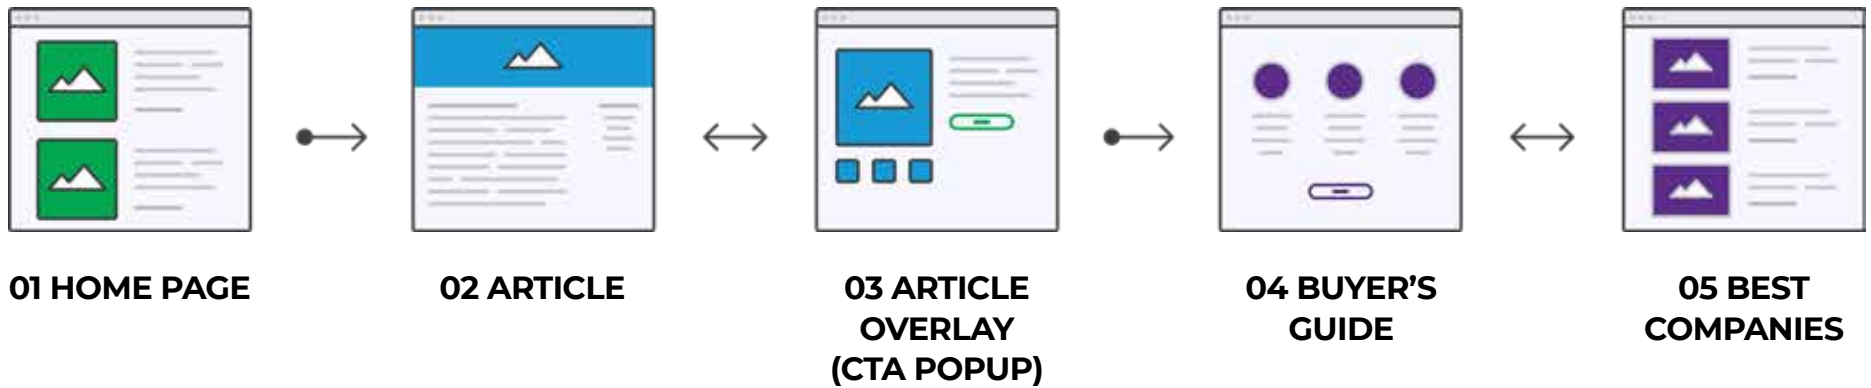 01 HOME PAGE
02 ARTICLE
03 ARTICLE
OVERLAY
(CTA POPUP)
04 BUYER’S
GUIDE
05 BEST
COMPANIES